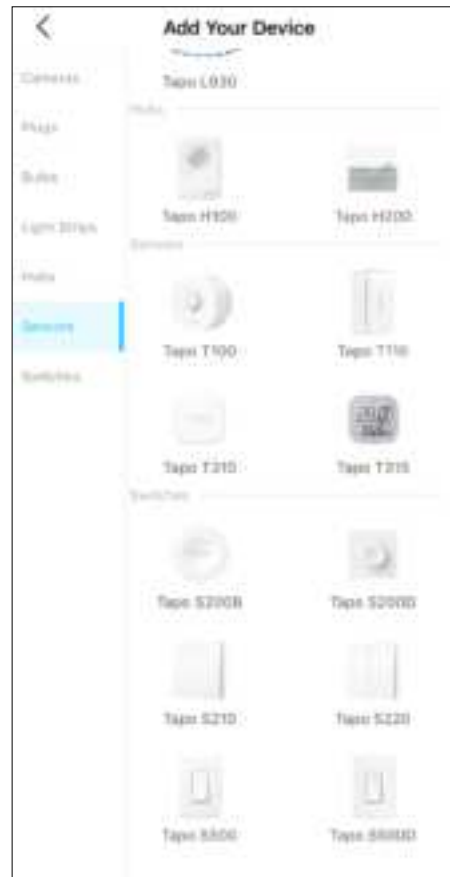 Add Your Device
Cameras
Tapo L930
Hubs
Plugs
Bulbs
Tapo H100 Tapo H200
Light Strips
Sensors
Hubs
Sensors
Tapo T100 Tapo T110
Switches
Tapo T310 Tapo T315
Switches
Tapo S200B Tapo S200D
Tapo S210 Tapo S220
Tapo S500 Tapo S500D